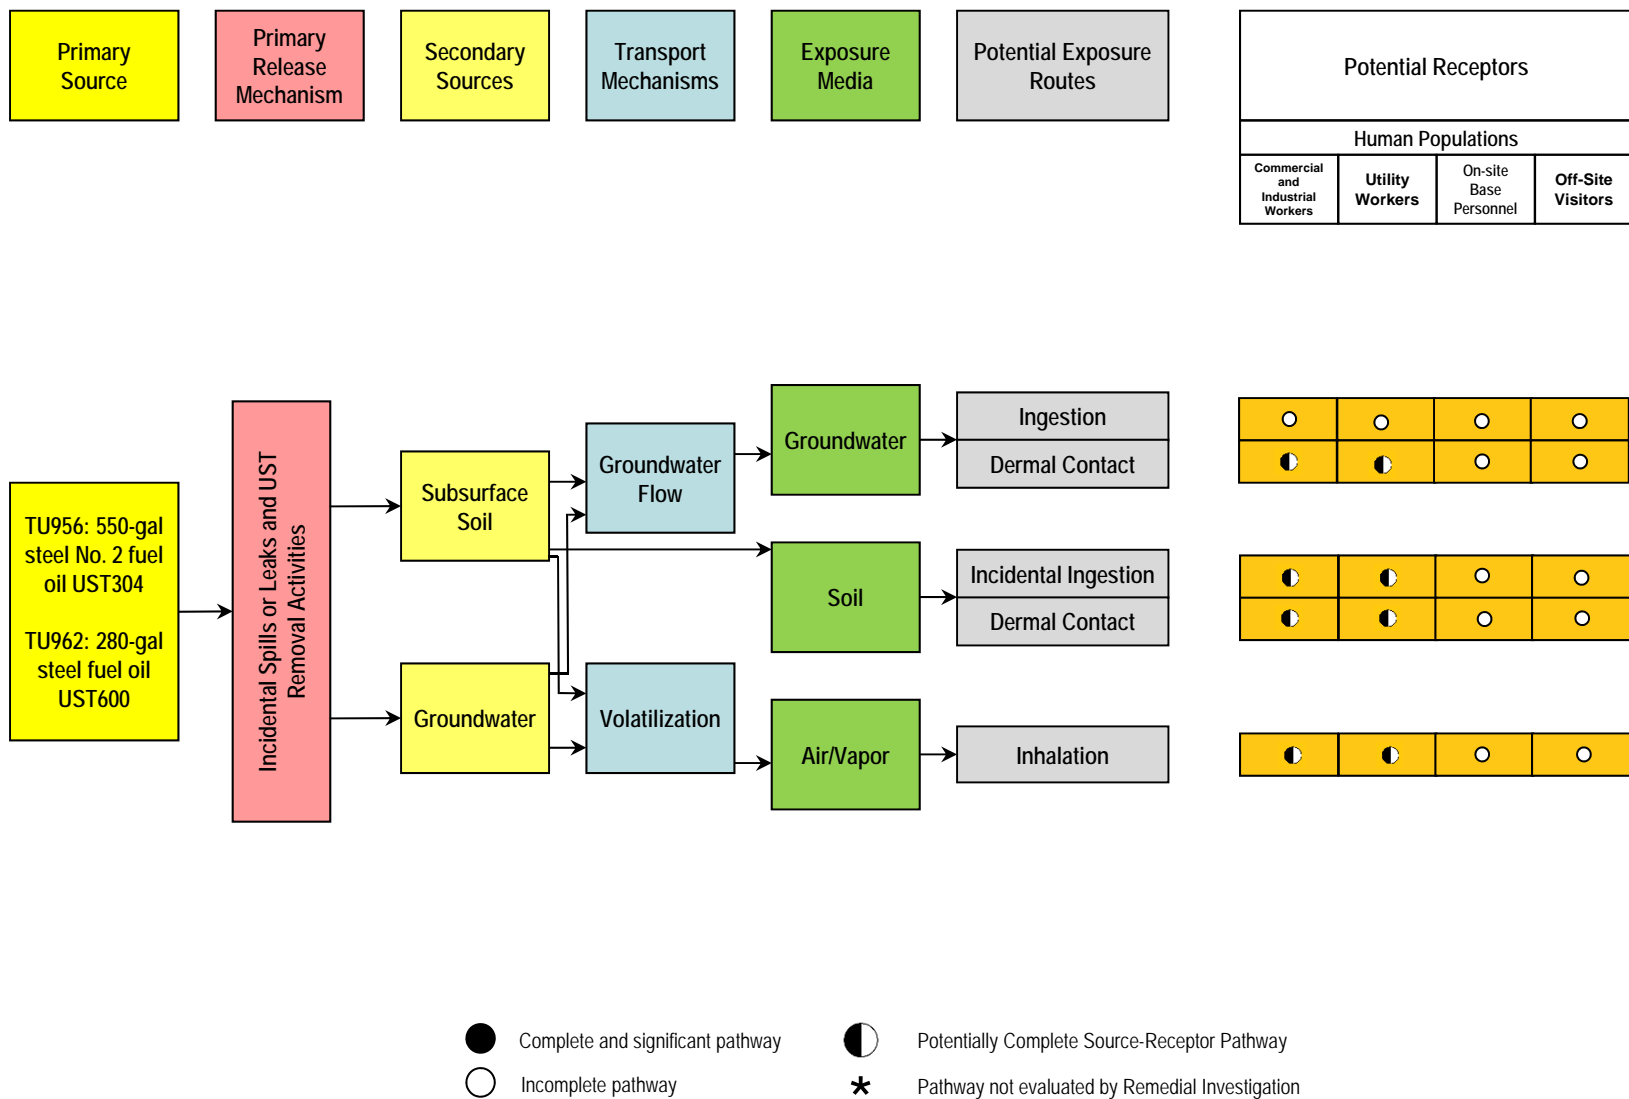 Primary
Source
Primary
Release
Mechanism
Secondary
Sources
Transport
Mechanisms
Exposure
Media
Potential Exposure
Routes
Potential Receptors
Human Populations
Commercial
and
Industrial
Workers
Utility
Workers
On-site
Base
Personnel
Off-Site
Visitors
TU956: 550-gal
steel No. 2 fuel
oil UST304
TU962: 280-gal
steel fuel oil
UST600
Incidental Spills or Leaks and UST
Removal Activities
Subsurface
Soil
Groundwater
Groundwater
Flow
Volatilization
Groundwater
Soil
Air/Vapor
Ingestion
Dermal Contact
Incidental Ingestion
Dermal Contact
Inhalation
Complete and significant pathway
Potentially Complete Source-Receptor Pathway
Incomplete pathway
* Pathway not evaluated by Remedial Investigation